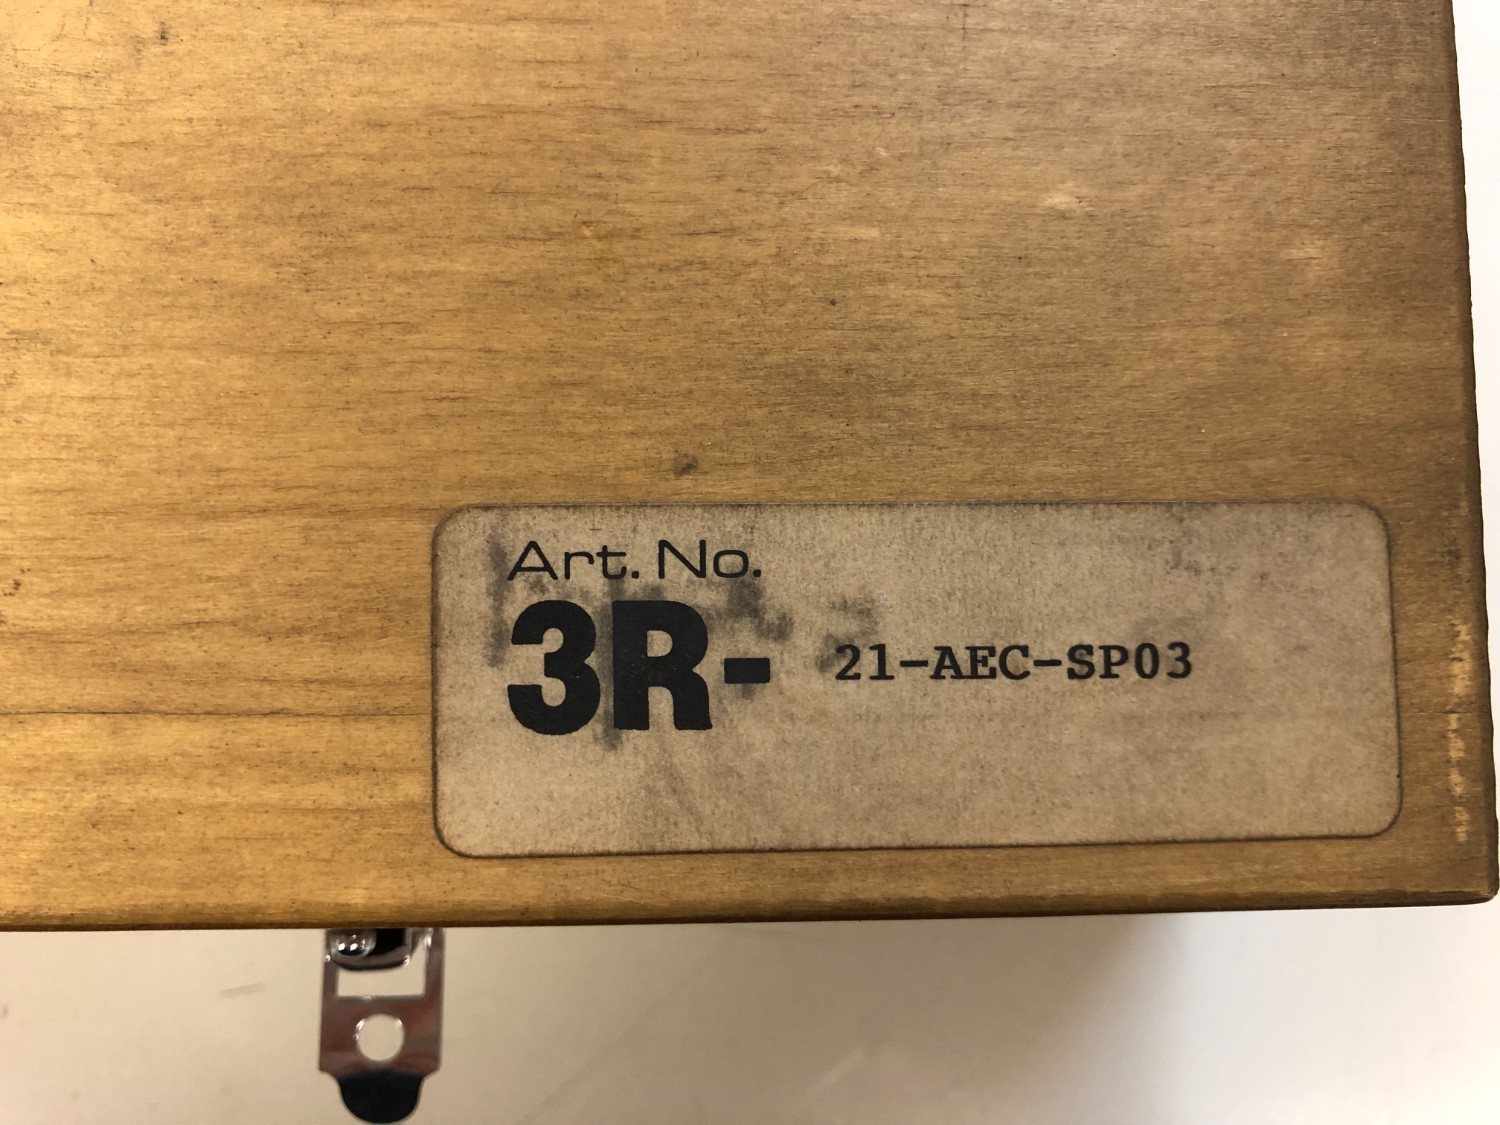 Art. No.
3R- 21-AEC-SP03